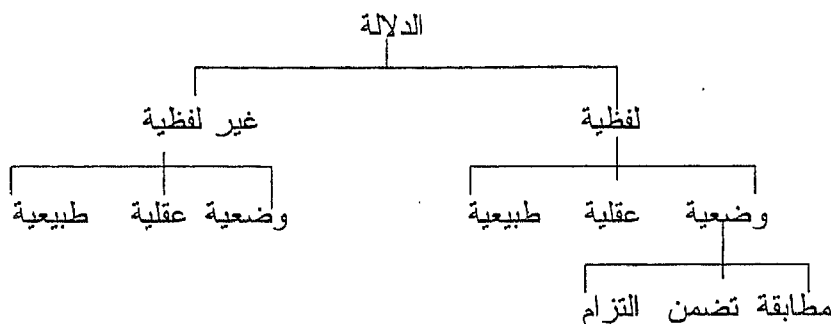 الدلالة
لفظية غير لفظية
وضعية عقلية طبيعية وضعية عقلية طبيعية
مطابقة تضمن التزام